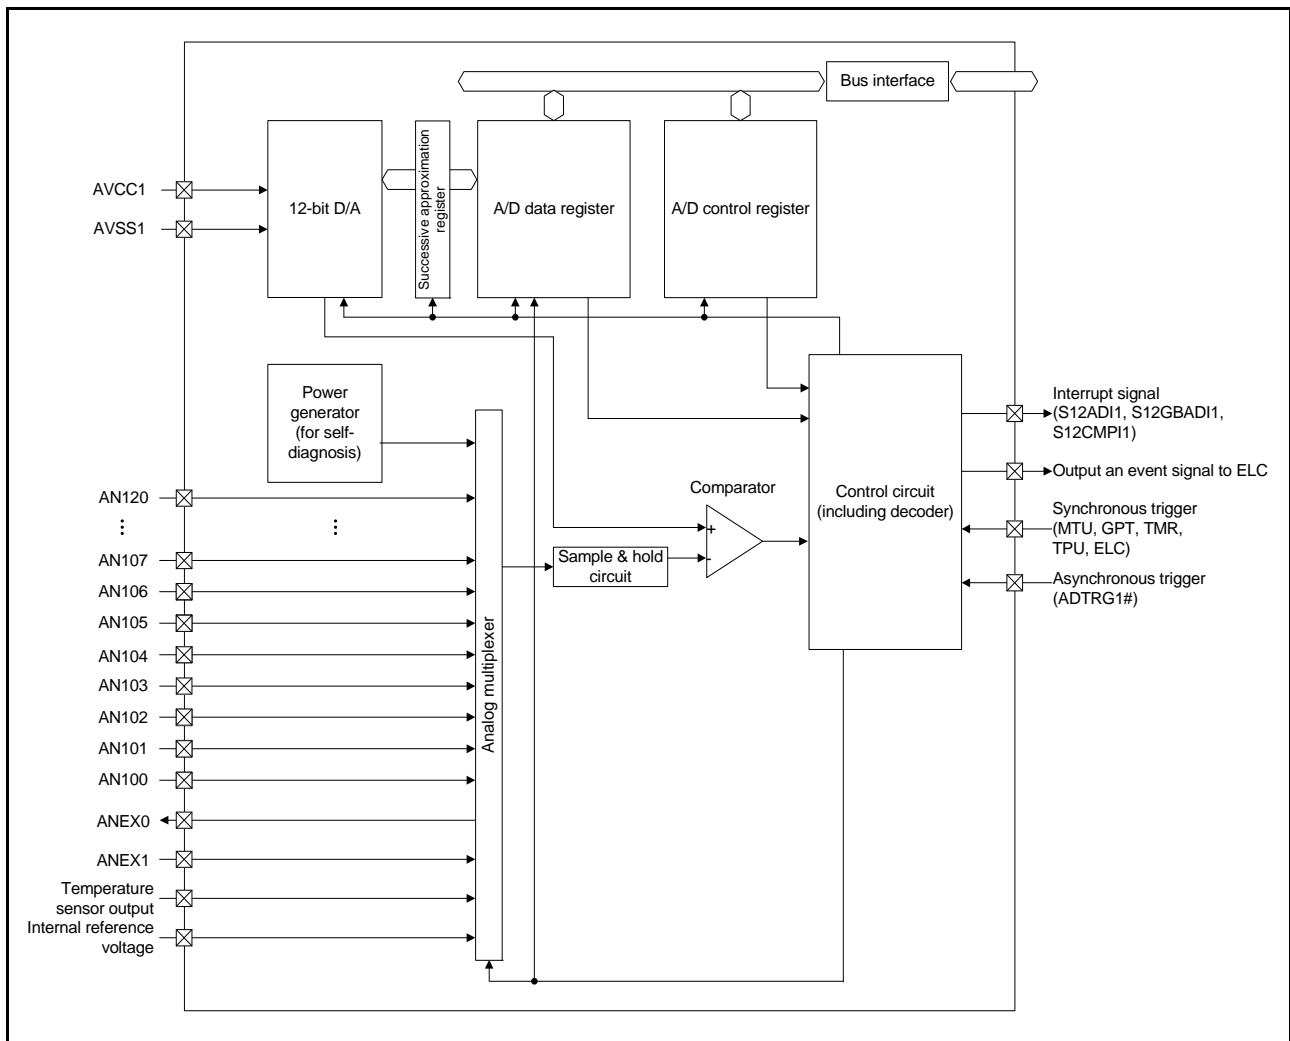 Bus interface
AVCC1
AVSS1
12-bit D/A
Successive approximation
register
A/D data register
A/D control register
Power
generator
(for self-
diagnosis)
Interrupt signal
(S12ADI1, S12GBADI1,
S12CMPI1)
Output an event signal to ELC
Synchronous trigger
(MTU, GPT, TMR,
TPU, ELC)
Asynchronous trigger
(ADTRG1#)
Control circuit
(including decoder)
Comparator
+
-
Sample & hold
circuit
Analog multiplexer
AN120
⋮
⋮
AN107
AN106
AN105
AN104
AN103
AN102
AN101
AN100
ANEX0
ANEX1
Temperature
sensor output
Internal reference
voltage